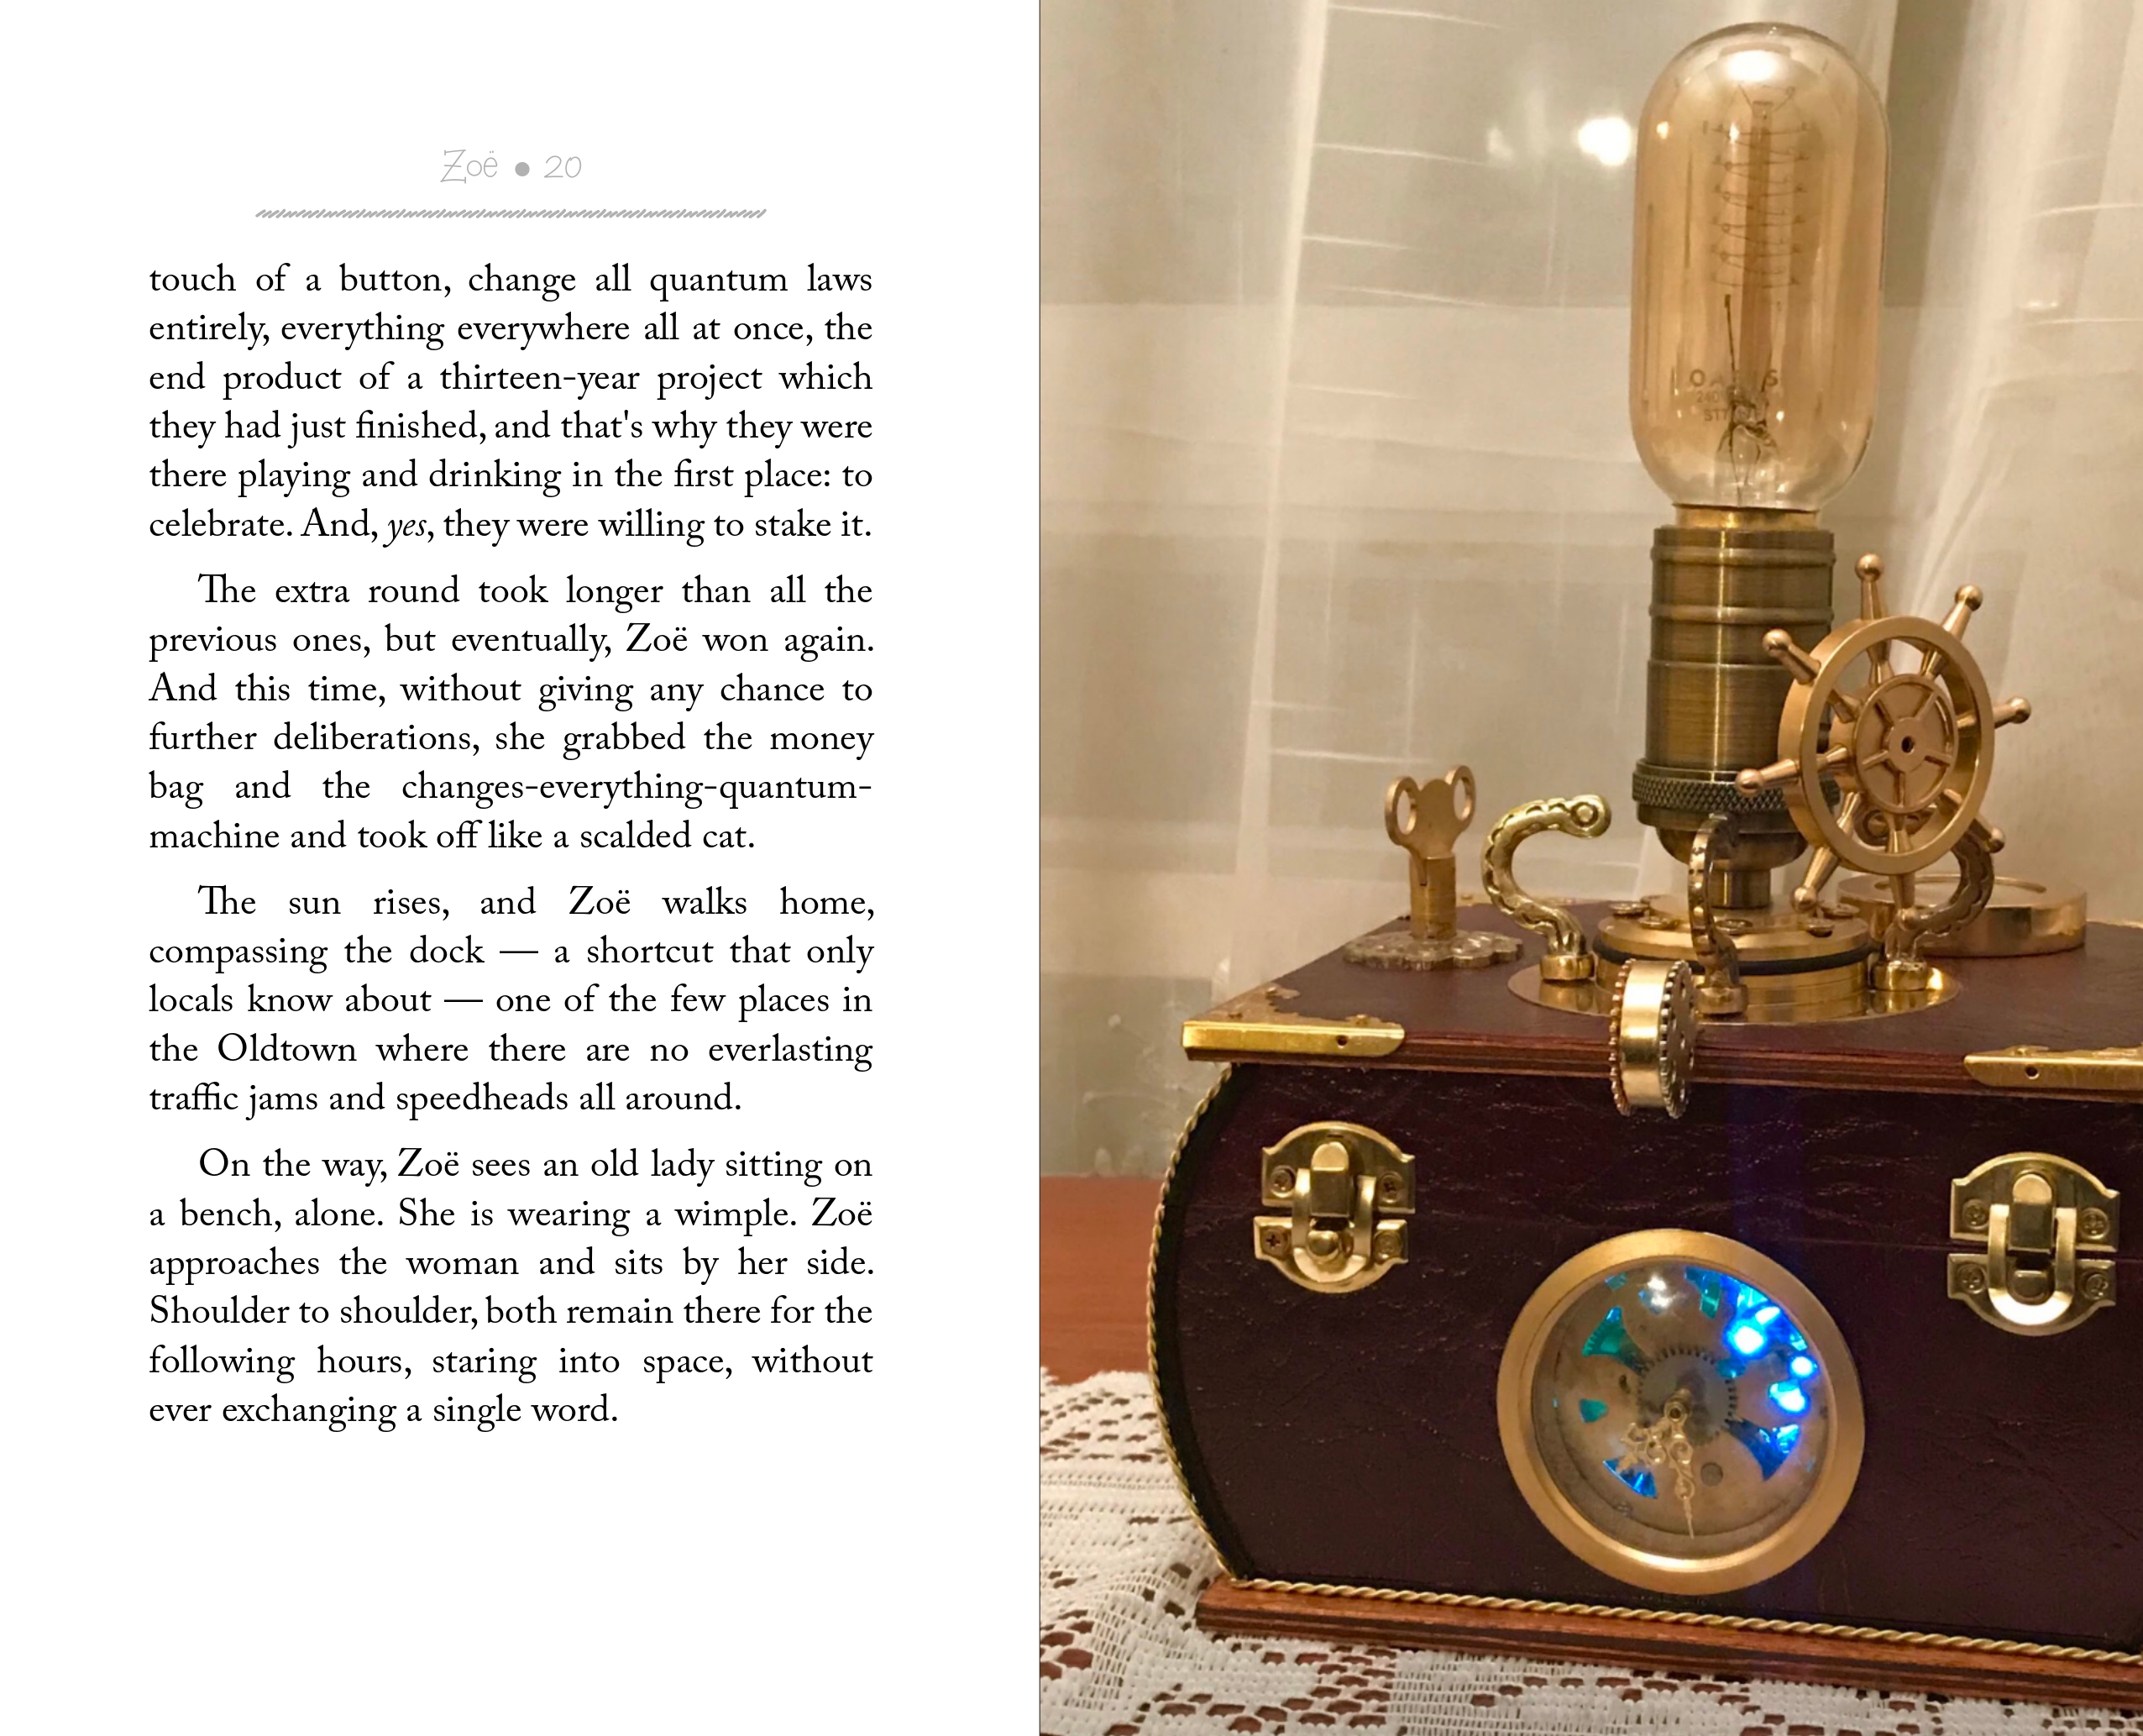 Zoë • 20
touch of a button, change all quantum laws
entirely, everything everywhere all at once, the
end product of a thirteen-year project which
they had just finished, and that's why they were
there playing and drinking in the first place: to
celebrate. And, yes, they were willing to stake it.
The extra round took longer than all the
previous ones, but eventually, Zoë won again.
And this time, without giving any chance to
further deliberations, she grabbed the money
bag and the changes-everything-quantum-
machine and took off like a scalded cat.
The sun rises, and Zoë walks home,
compassing the dock — a shortcut that only
locals know about — one of the few places in
the Oldtown where there are no everlasting
traffic jams and speedheads all around.
On the way, Zoë sees an old lady sitting on
a bench, alone. She is wearing a wimple. Zoë
approaches the woman and sits by her side.
Shoulder to shoulder, both remain there for the
following hours, staring into space, without
ever exchanging a single word.